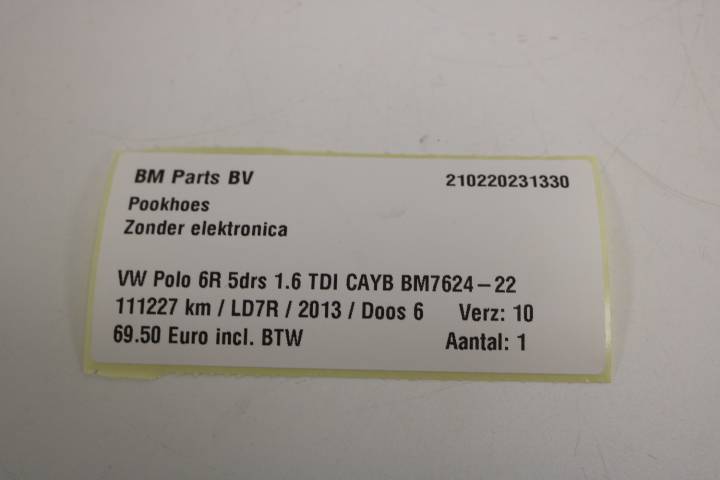 BM Parts BV 210220231330
Pookhoes
Zonder elektronica
VW Polo 6R 5drs 1.6 TDI CAYB BM7624-22
111227 km / LD7R / 2013 / Doos 6 Verz: 10
69.50 Euro incl. BTW Aantal: 1